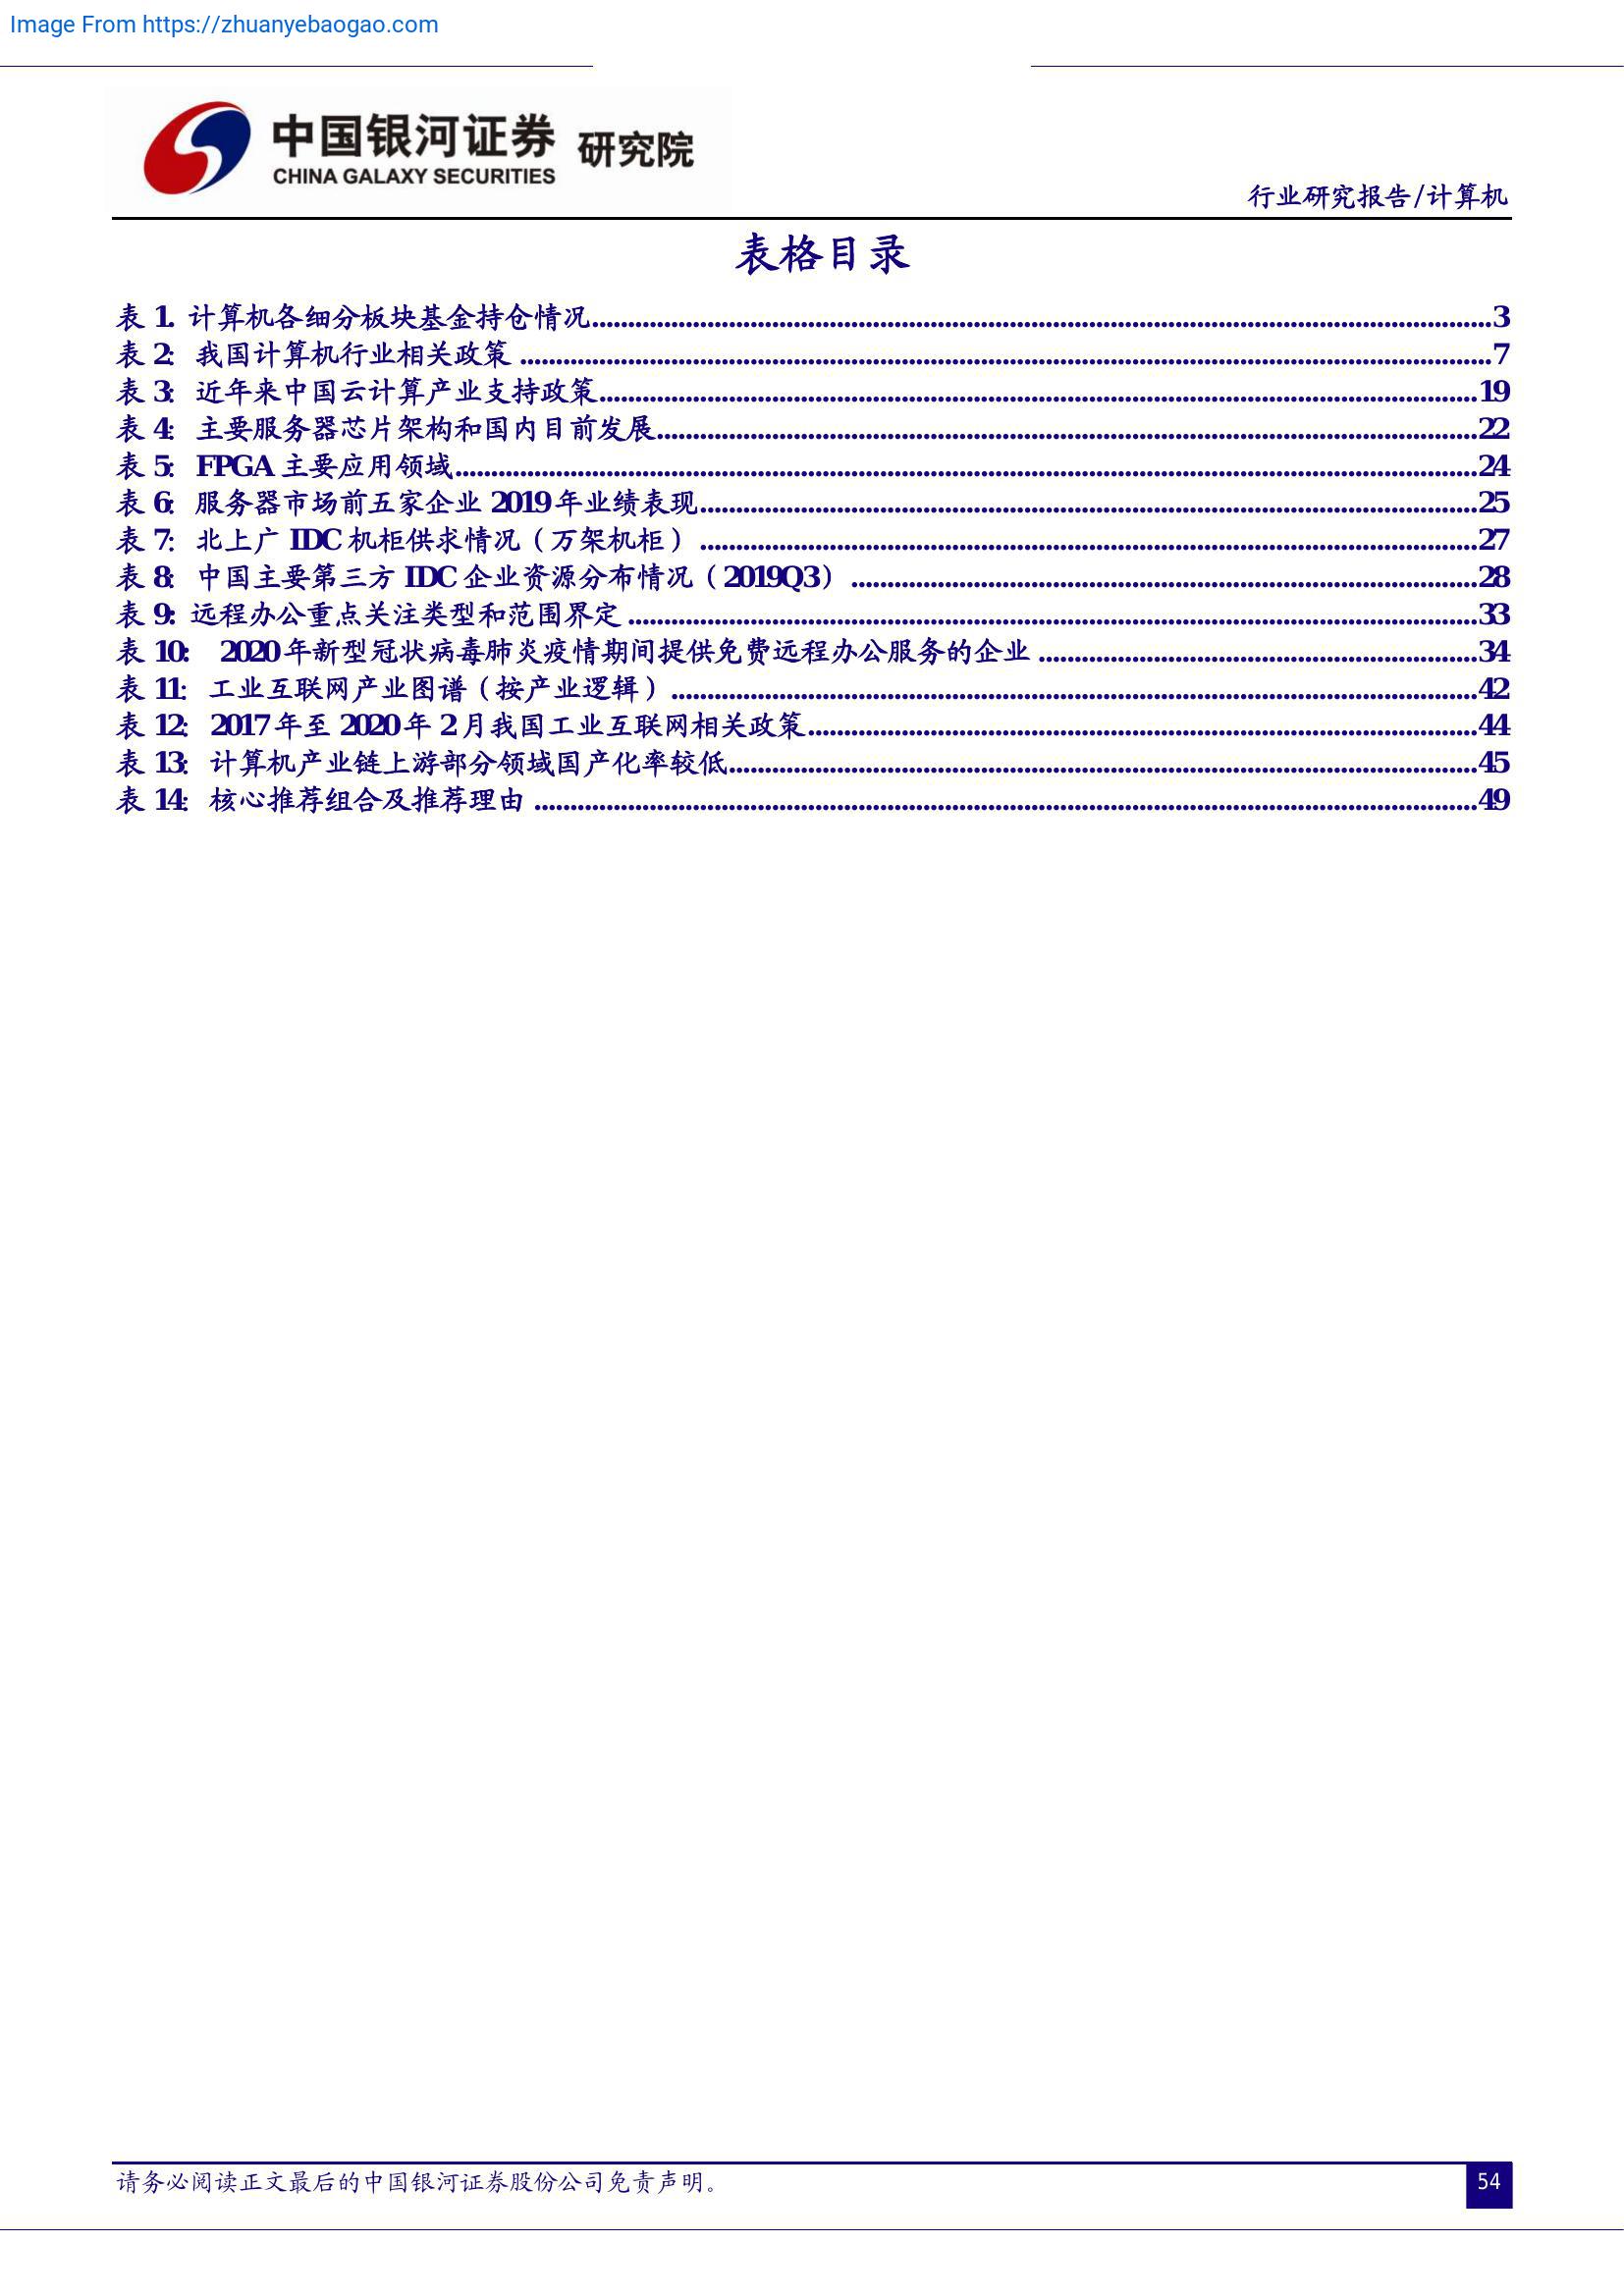 Image From https://zhuanyebaogao.com
中国银河证券 研究院
CHINA GALAXY SECURITIES
行业研究报告/计算机
表格目录
表 1. 计算机各细分板块基金持仓情况................3
表 2: 我国计算机行业相关政策 ................7
表 3: 近年来中国云计算产业支持政策................19
表 4: 主要服务器芯片架构和国内目前发展................22
表 5: FPGA 主要应用领域................24
表 6: 服务器市场前五家企业 2019 年业绩表现................25
表 7: 北上广 IDC 机柜供求情况（万架机柜） ................27
表 8: 中国主要第三方 IDC 企业资源分布情况（2019Q3） ................28
表 9: 远程办公重点关注类型和范围界定 ................33
表 10: 2020 年新型冠状病毒肺炎疫情期间提供免费远程办公服务的企业 ................34
表 11: 工业互联网产业图谱（按产业逻辑） ................42
表 12: 2017 年至 2020 年 2 月我国工业互联网相关政策................44
表 13: 计算机产业链上游部分领域国产化率较低................45
表 14: 核心推荐组合及推荐理由 ................49
请务必阅读正文最后的中国银河证券股份公司免责声明。
54